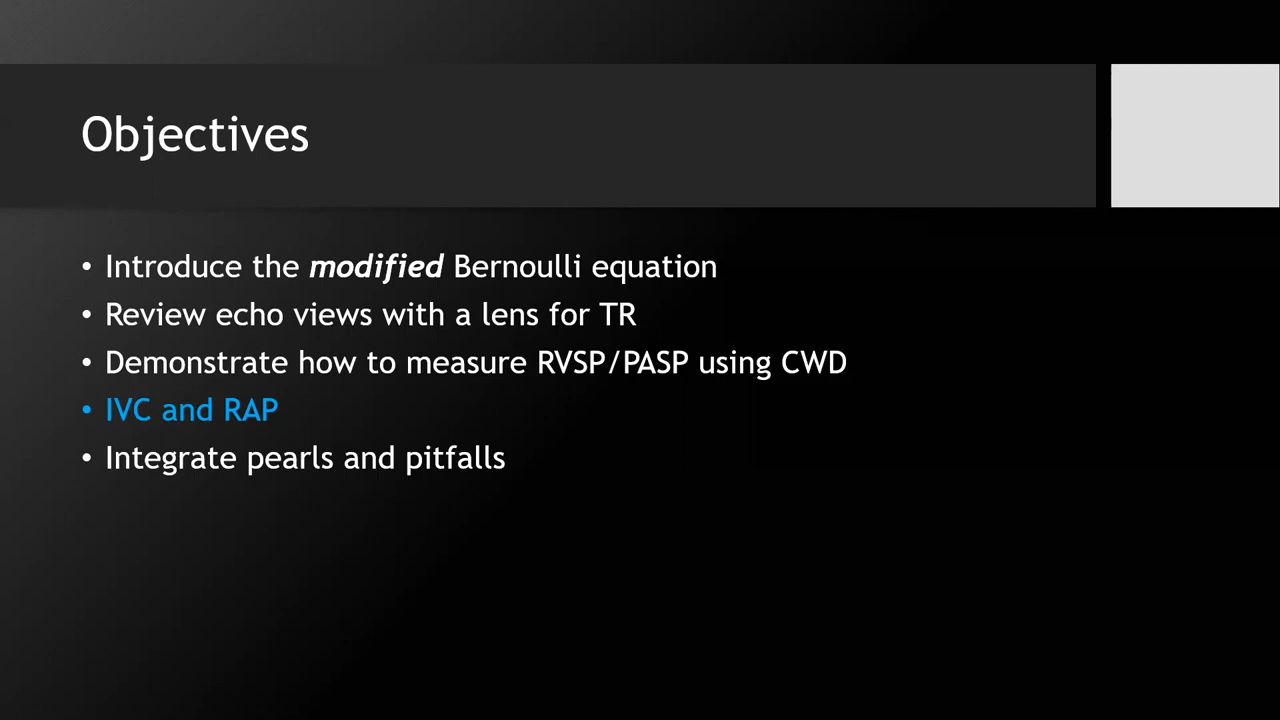 Objectives
• Introduce the modified Bernoulli equation
• Review echo views with a lens for TR
• Demonstrate how to measure RVSP/PASP using CWD
• IVC and RAP
• Integrate pearls and pitfalls